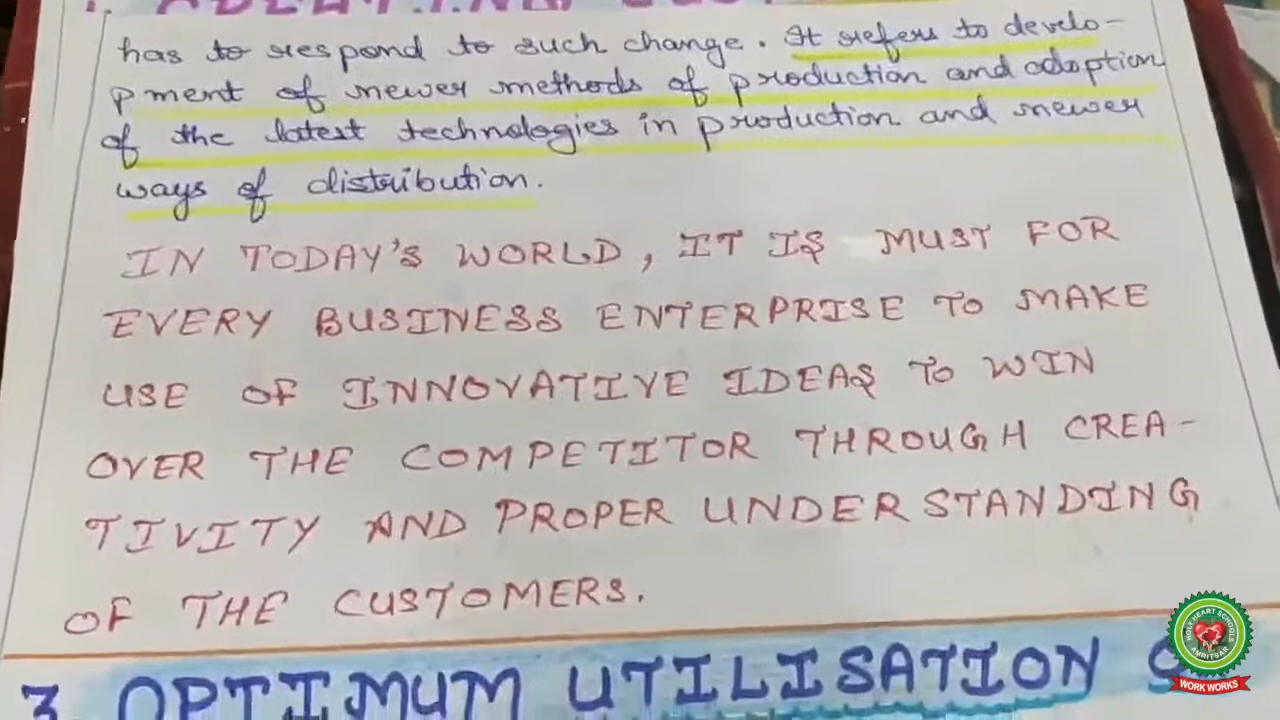 has to respond to such change. It refers to develo-
pment of newer methods of production and adoption
of the latest technologies in production and newer
ways of distribution.
IN TODAY'S WORLD, IT IS MUST FOR
EVERY BUSINESS ENTERPRISE TO MAKE
USE OF INNOVATIVE IDEAS TO WIN
OVER THE COMPETITOR THROUGH CREA-
TIVITY AND PROPER UNDERSTANDING
OF THE CUSTOMERS.
3. OPTIMUM UTILISATION
AMRITSAR
WORK WORKS